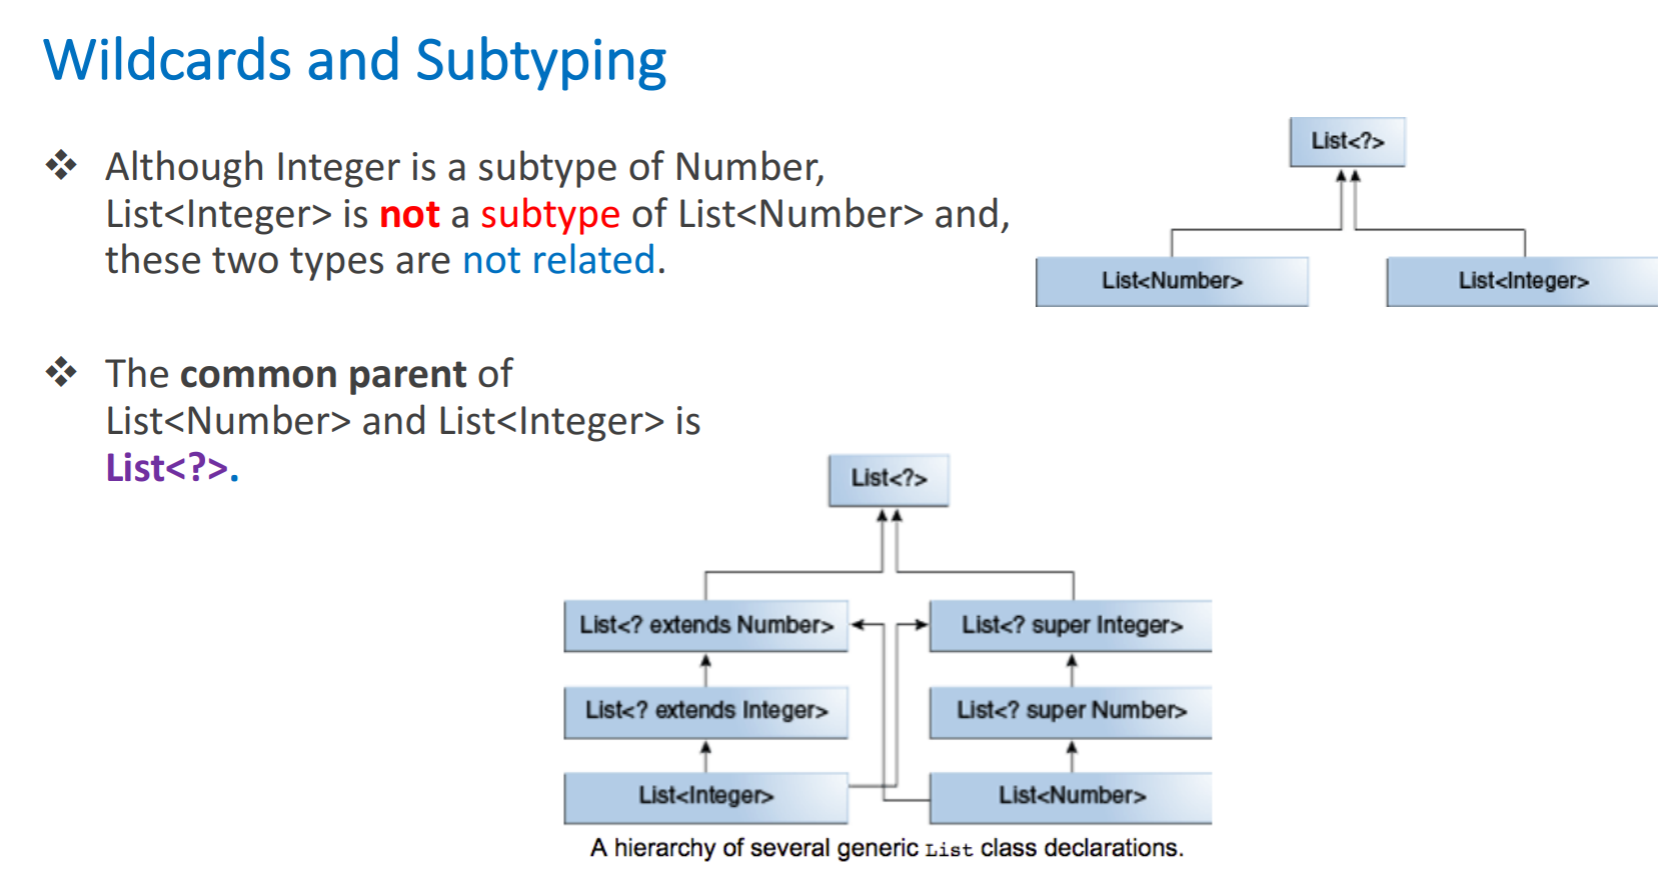 Wildcards and Subtyping
❖ Although Integer is a subtype of Number,
List<Integer> is not a subtype of List<Number> and,
these two types are not related.
List<?>
List<Number>
List<Integer>
❖ The common parent of
List<Number> and List<Integer> is
List<?>.
List<?>
List<? extends Number>
List<? super Integer>
List<? extends Integer>
List<? super Number>
List<Integer>
List<Number>
A hierarchy of several generic List class declarations.